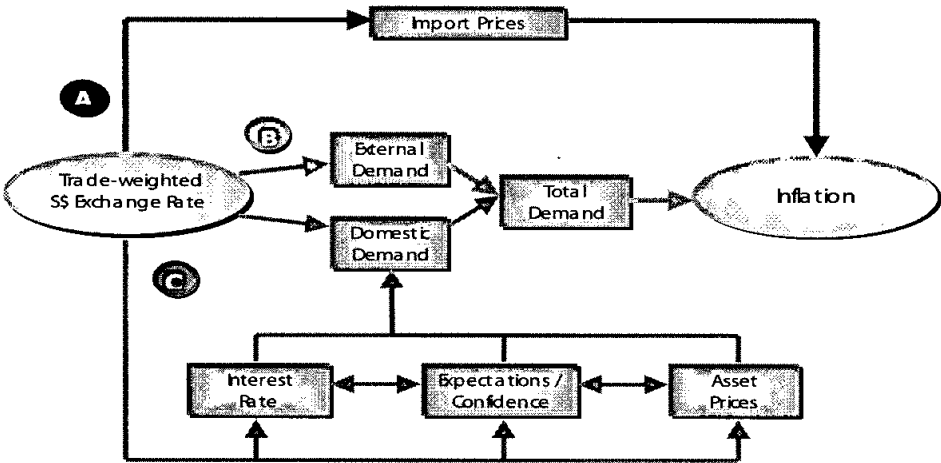 Import Prices
A
B
External
Demand
Trade-weighted
S$ Exchange Rate
Total
Demand
Inflation
Domestic
Demand
C
Interest
Rate
Expectations /
Confidence
Asset
Prices